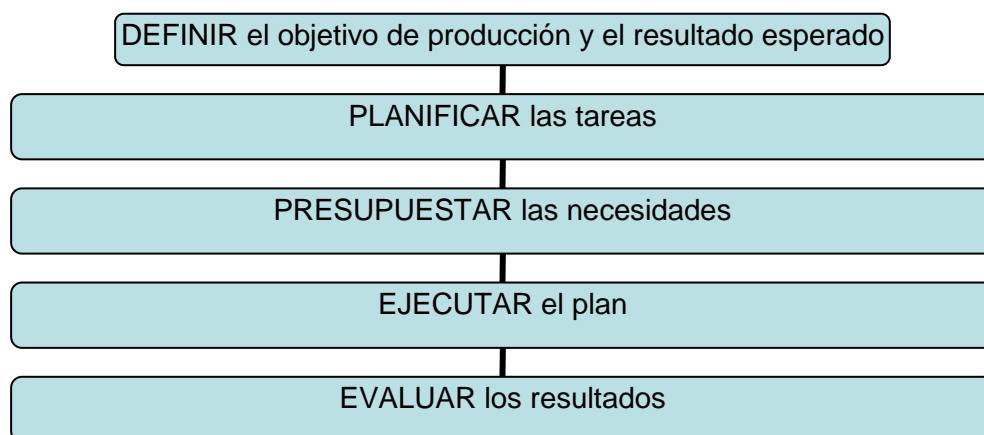 DEFINIR el objetivo de producción y el resultado esperado
PLANIFICAR las tareas
PRESUPUESTAR las necesidades
EJECUTAR el plan
EVALUAR los resultados